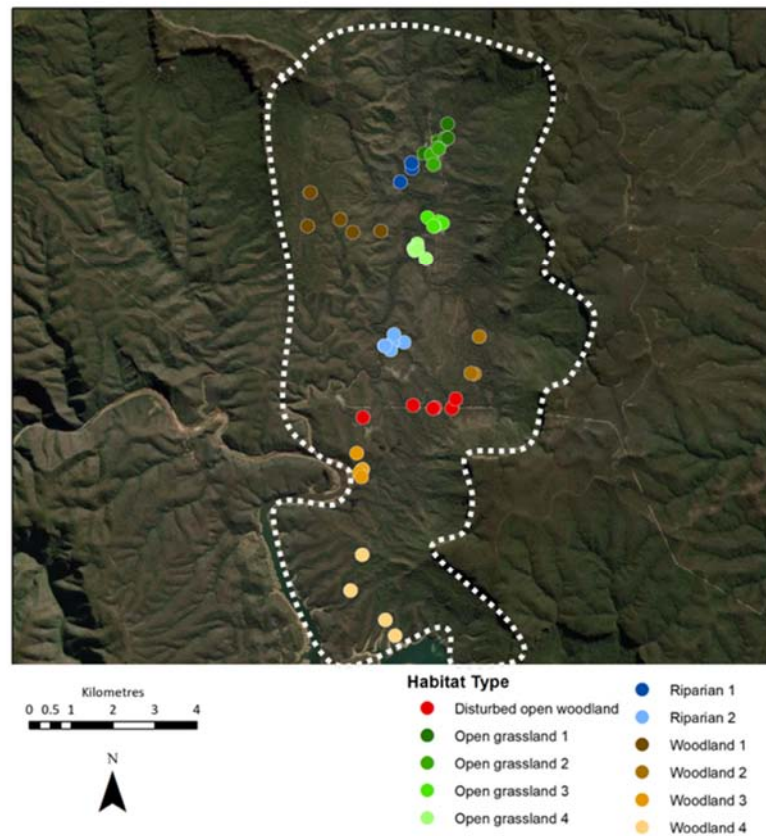 Kilometres
0 0.5 1 2 3 4
N
Habitat Type
Disturbed open woodland
Open grassland 1
Open grassland 2
Open grassland 3
Open grassland 4
Riparian 1
Riparian 2
Woodland 1
Woodland 2
Woodland 3
Woodland 4